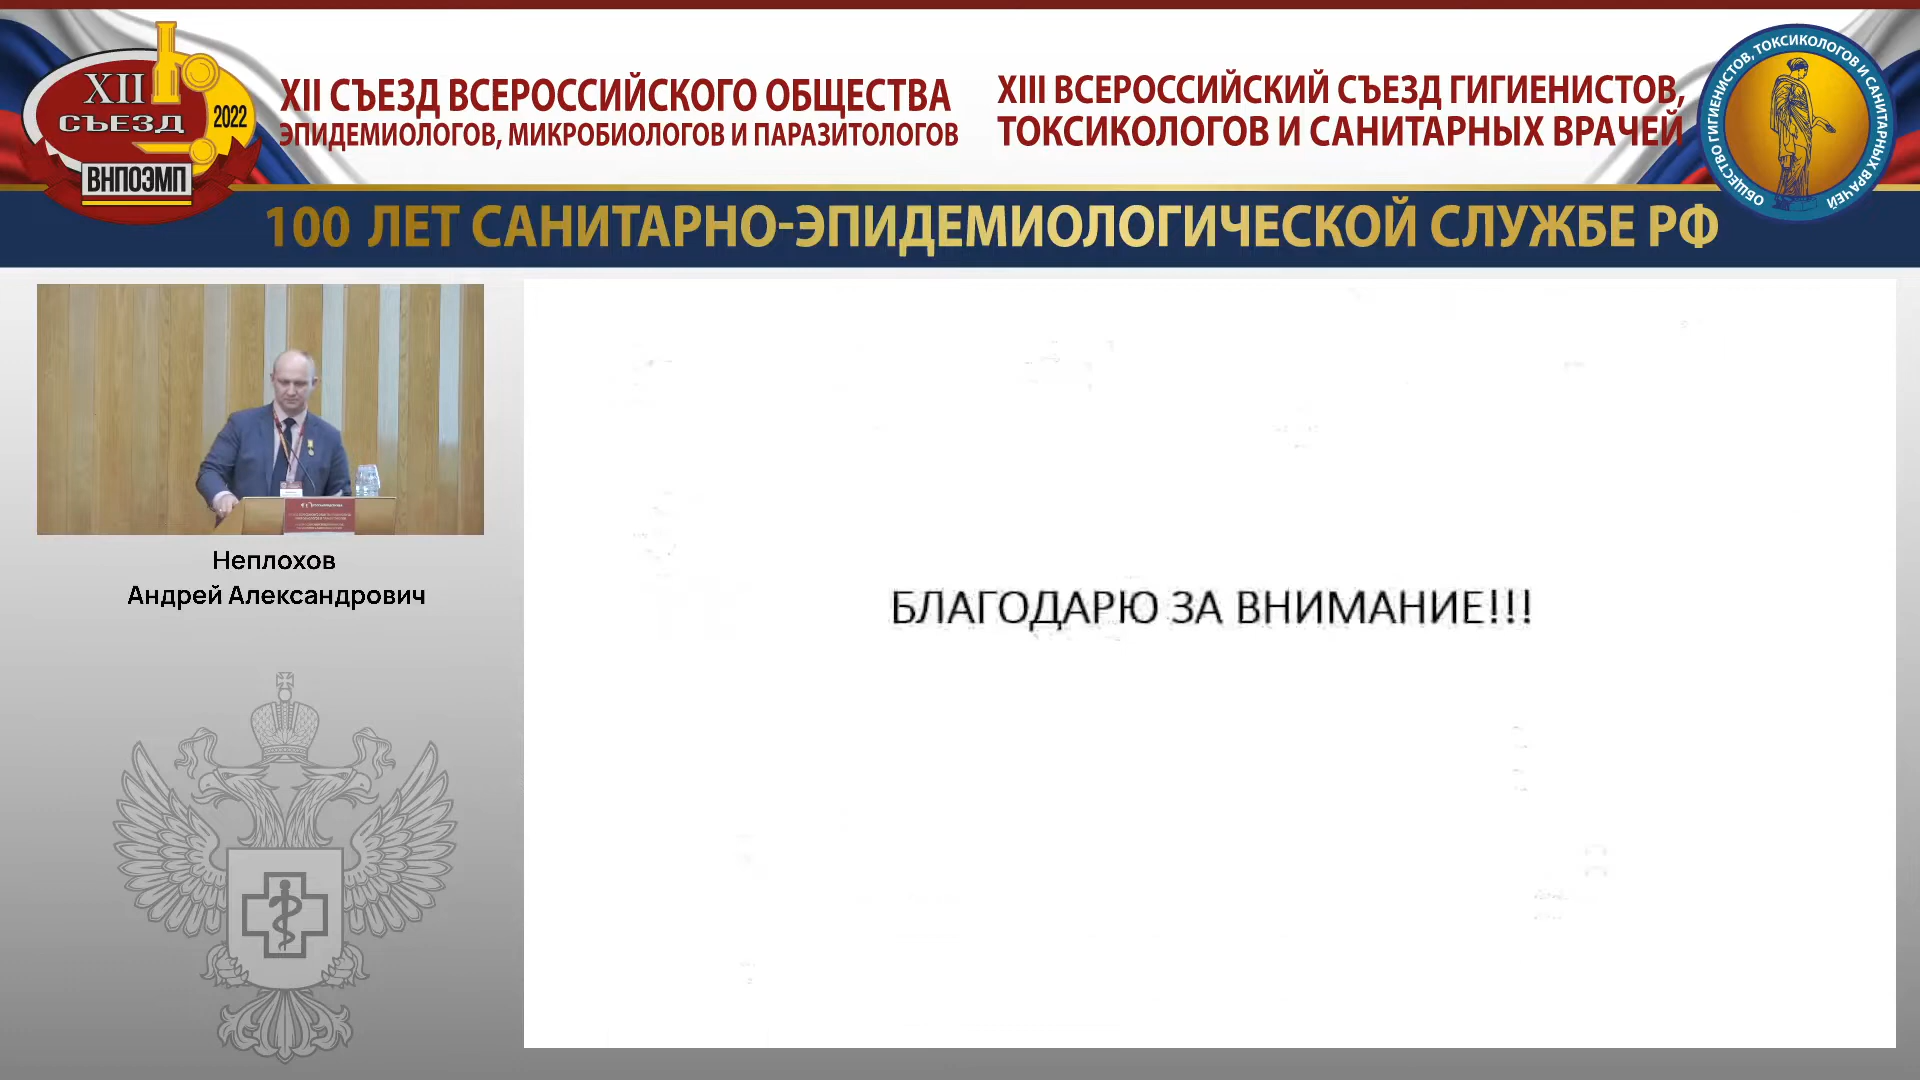 XII
СЪЕЗД
2022
ВНПОЭМП
XII СЪЕЗД ВСЕРОССИЙСКОГО ОБЩЕСТВА
ЭПИДЕМИОЛОГОВ, МИКРОБИОЛОГОВ И ПАРАЗИТОЛОГОВ
XIII ВСЕРОССИЙСКИЙ СЪЕЗД ГИГИЕНИСТОВ,
ТОКСИКОЛОГОВ И САНИТАРНЫХ ВРАЧЕЙ
ОБЩЕСТВО ГИГИЕНИСТОВ, ТОКСИКОЛОГОВ И САНИТАРНЫХ ВРАЧЕЙ
100 ЛЕТ САНИТАРНО-ЭПИДЕМИОЛОГИЧЕСКОЙ СЛУЖБЕ РФ
Неплохов
Андрей Александрович
БЛАГОДАРЮ ЗА ВНИМАНИЕ!!!